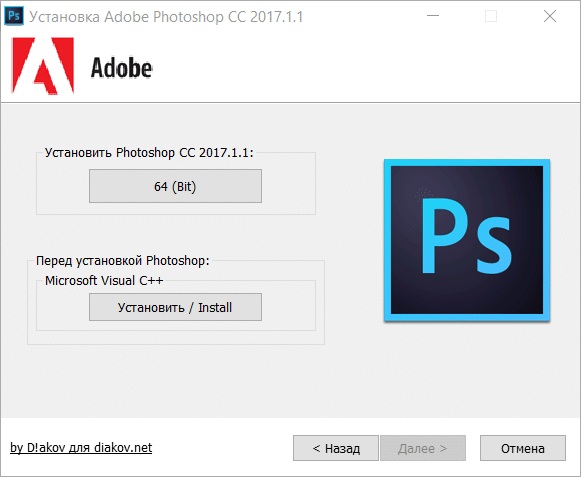 Ps Установка Adobe Photoshop CC 2017.1.1
Adobe
Установить Photoshop CC 2017.1.1:
64 (Bit)
Перед установкой Photoshop:
Microsoft Visual C++
Установить / Install
Ps
by D!akov для diakov.net
< Назад
Далее >
Отмена